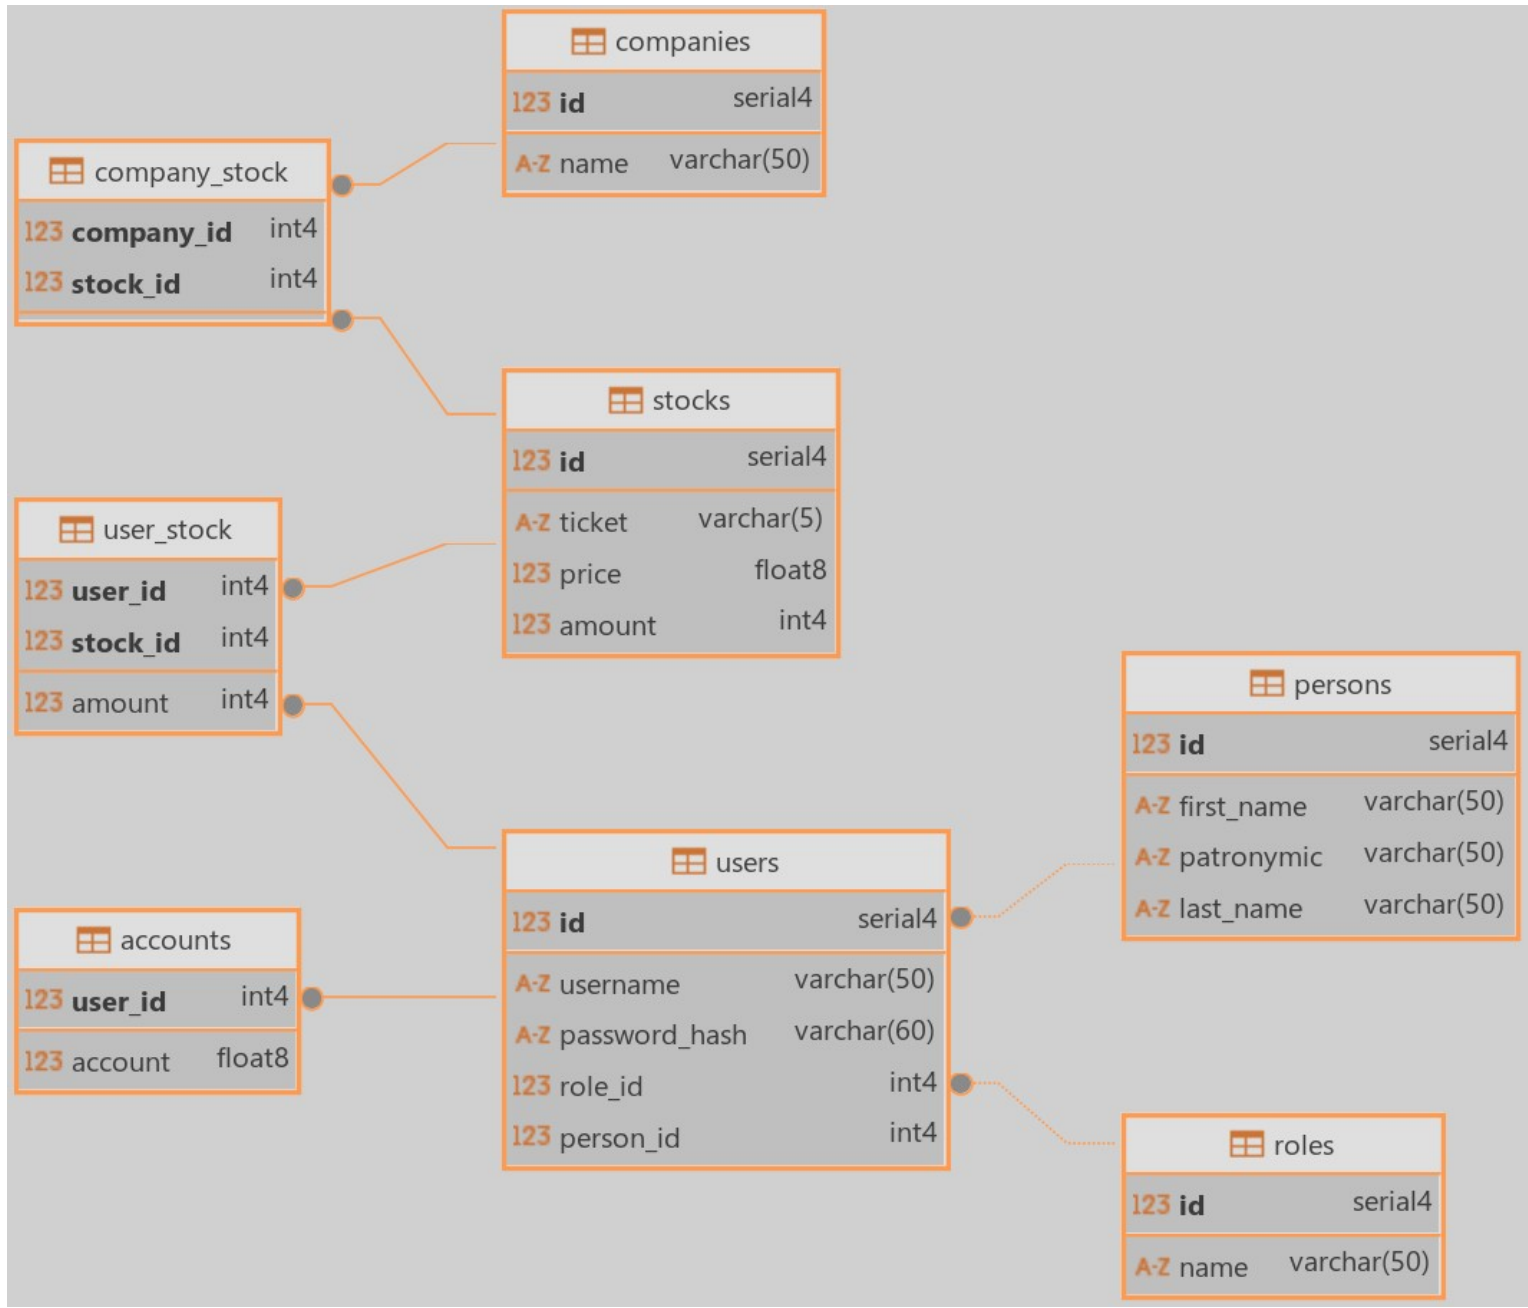 companies
123 id serial4
A-Z name varchar(50)
company_stock
123 company_id int4
123 stock_id int4
stocks
123 id serial4
A-Z ticket varchar(5)
123 price float8
123 amount int4
user_stock
123 user_id int4
123 stock_id int4
123 amount int4
persons
123 id serial4
A-Z first_name varchar(50)
A-Z patronymic varchar(50)
A-Z last_name varchar(50)
users
123 id serial4
A-Z username varchar(50)
A-Z password_hash varchar(60)
123 role_id int4
123 person_id int4
accounts
123 user_id int4
123 account float8
roles
123 id serial4
A-Z name varchar(50)